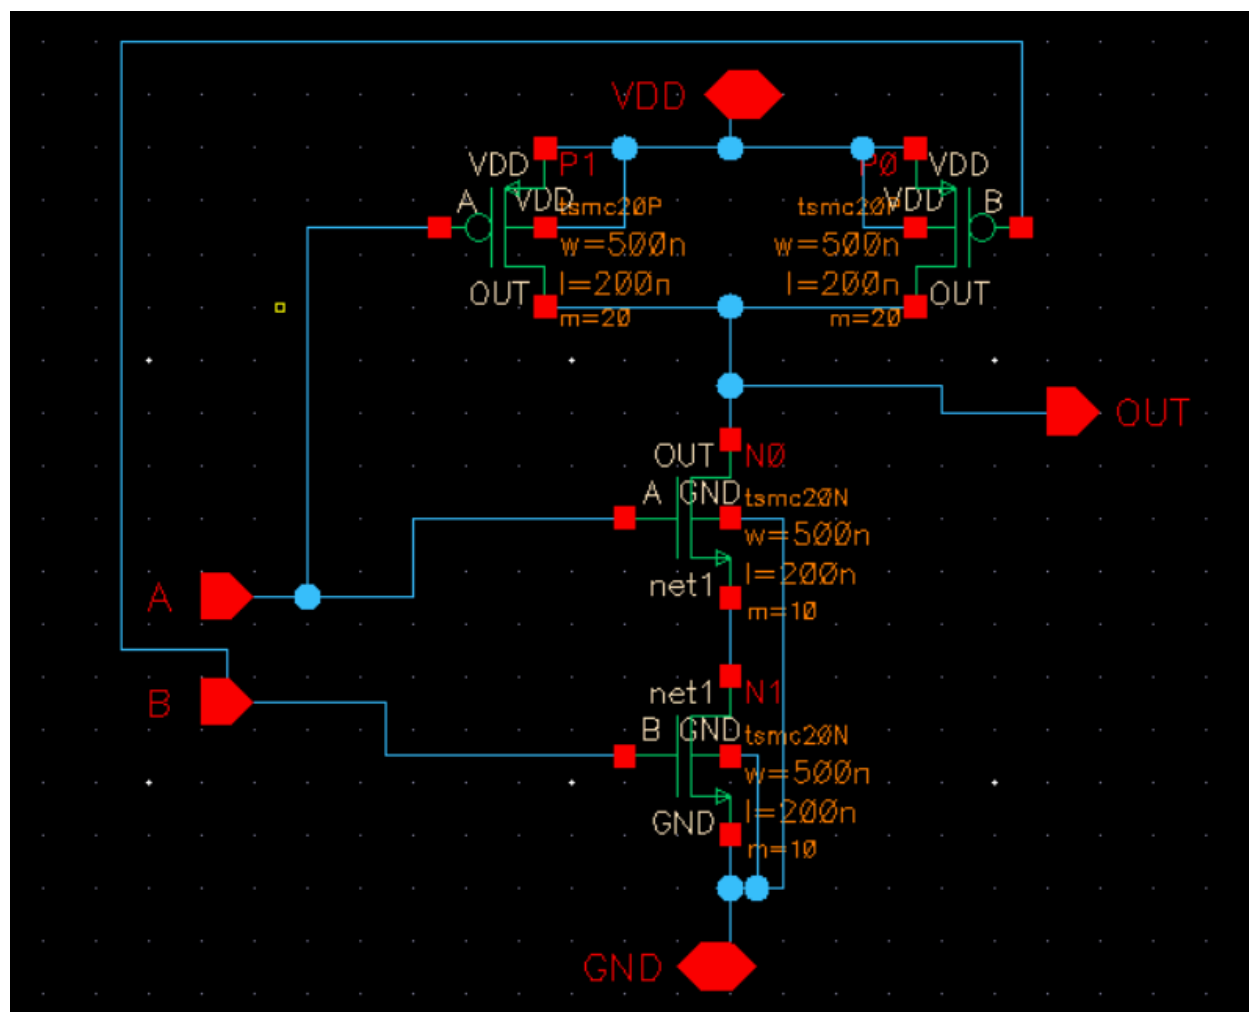 VDD
VDD
P1
P0
VDD
A
VDD
tsmc20P
tsmc20P
VDD
B
w=500n
w=500n
l=200n
l=200n
OUT
OUT
m=20
m=20
OUT
OUT
N0
A
GND
tsmc20N
w=500n
l=200n
net1
m=10
A
net1
N1
B
B
GND
tsmc20N
w=500n
l=200n
GND
m=10
GND